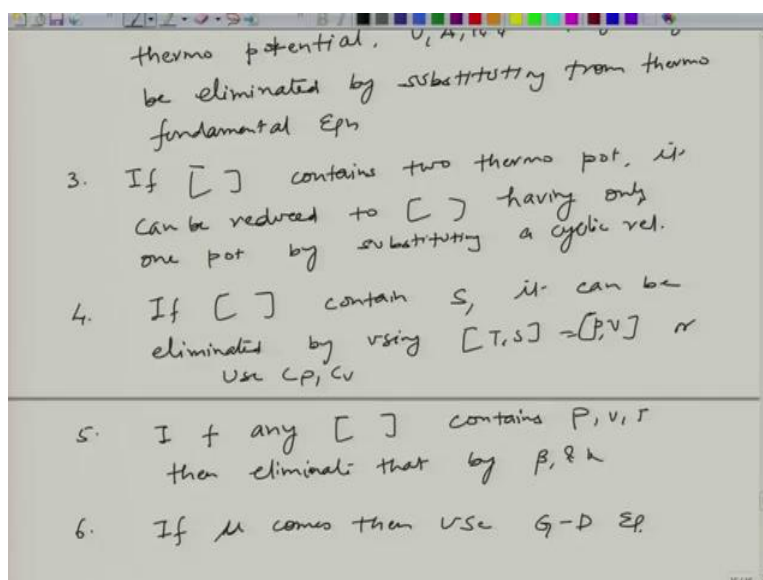 thermo potential. U, A,
be eliminated by substituting from thermo
fundamental Eqn
3. If [ ] contains two thermo pot, it
can be reduced to [ ] having only
one pot by substituting a cyclic rel.
4. If [ ] contain S, it can be
eliminated by using [T,S] = [P,V] or
Use Cp, Cv
5. If any [ ] contains P, V, T
then eliminate that by β, & k
6. If μ comes then use G-D Eq.